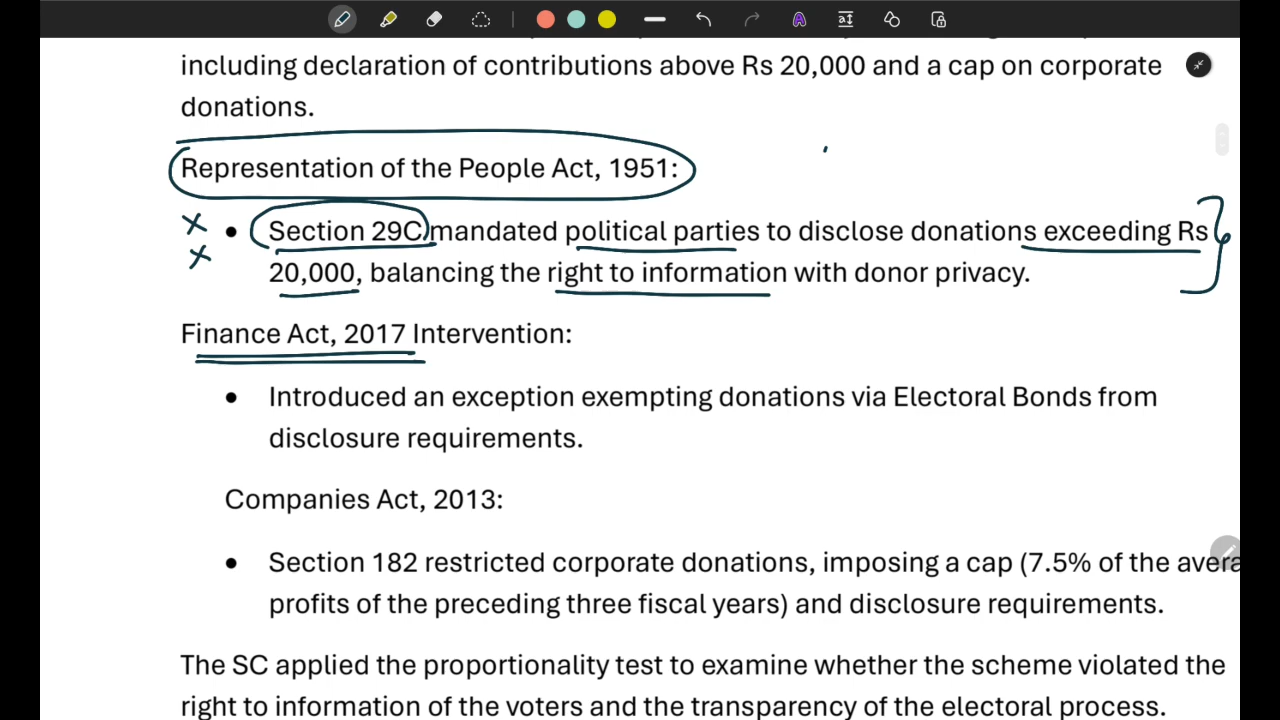 including declaration of contributions above Rs 20,000 and a cap on corporate
donations.
Representation of the People Act, 1951:
• Section 29C mandated political parties to disclose donations exceeding Rs
20,000, balancing the right to information with donor privacy.
Finance Act, 2017 Intervention:
• Introduced an exception exempting donations via Electoral Bonds from
disclosure requirements.
Companies Act, 2013:
• Section 182 restricted corporate donations, imposing a cap (7.5% of the
profits of the preceding three fiscal years) and disclosure requirements.
The SC applied the proportionality test to examine whether the scheme violated the
right to information of the voters and the transparency of the electoral process.